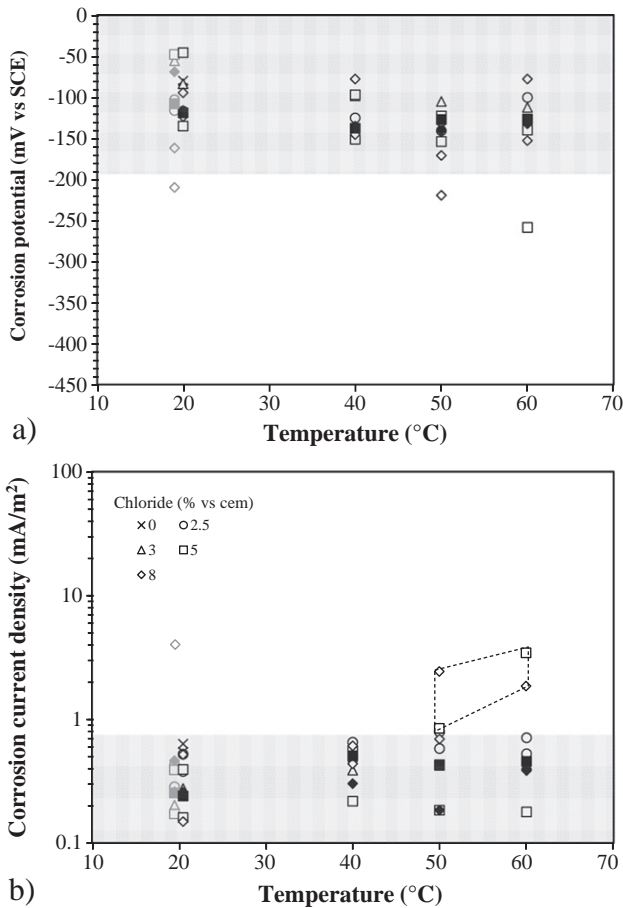 0
-50
-100
-150
-200
-250
-300
-350
-400
-450
Corrosion potential (mV vs SCE)
10 20 30 40 50 60 70
a) Temperature (°C)
100
10
1
0.1
Corrosion current density (mA/m²)
Chloride (% vs cem)
×0 ○2.5
△3 □5
◇8
10 20 30 40 50 60 70
b) Temperature (°C)